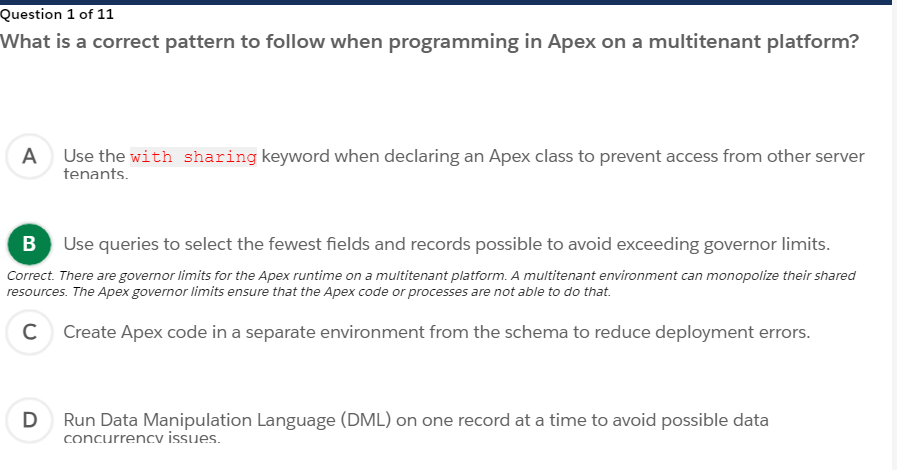 Question 1 of 11
What is a correct pattern to follow when programming in Apex on a multitenant platform?
A Use the with sharing keyword when declaring an Apex class to prevent access from other server
tenants.
B Use queries to select the fewest fields and records possible to avoid exceeding governor limits.
Correct. There are governor limits for the Apex runtime on a multitenant platform. A multitenant environment can monopolize their shared
resources. The Apex governor limits ensure that the Apex code or processes are not able to do that.
C Create Apex code in a separate environment from the schema to reduce deployment errors.
D Run Data Manipulation Language (DML) on one record at a time to avoid possible data
concurrency issues.